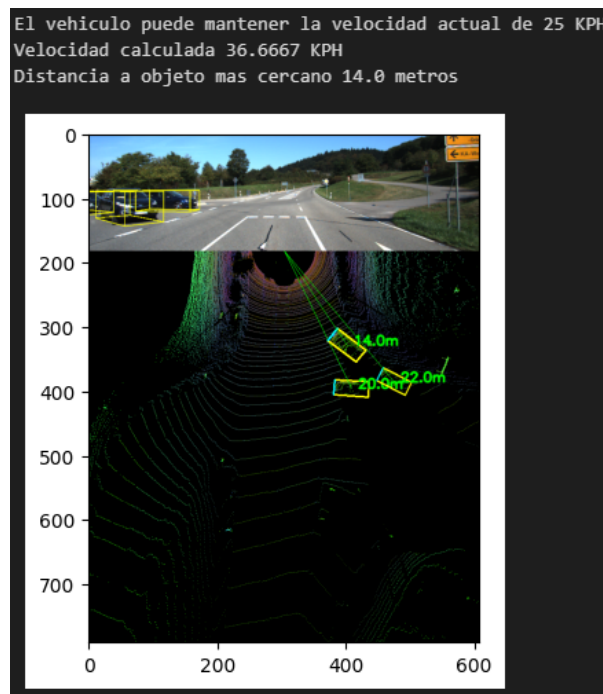 El vehiculo puede mantener la velocidad actual de 25 KPH
Velocidad calculada 36.6667 KPH
Distancia a objeto mas cercano 14.0 metros
0
100
200
300
14.0m
20.0m
22.0m
400
500
600
700
0
200
400
600